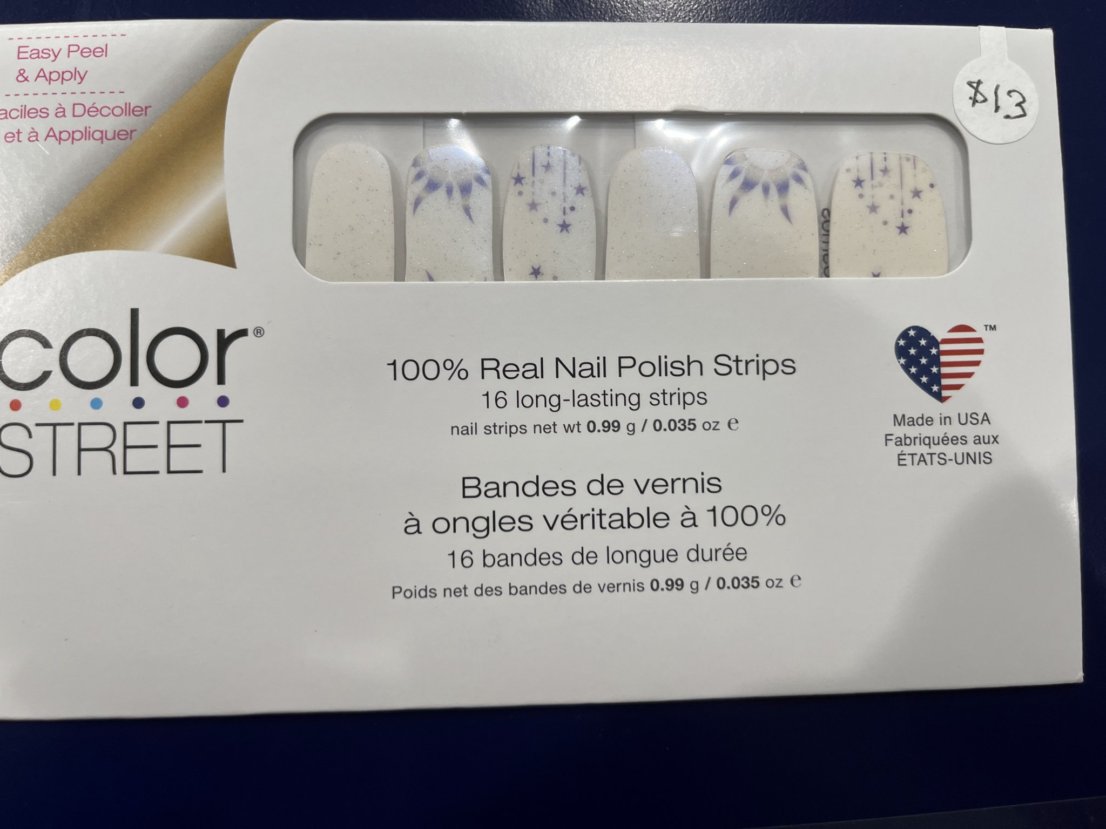 Easy Peel
& Apply
aciles à Décoller
et à Appliquer
$13
color®
STREET
100% Real Nail Polish Strips
16 long-lasting strips
nail strips net wt 0.99 g / 0.035 oz e
Bandes de vernis
à ongles véritable à 100%
16 bandes de longue durée
Poids net des bandes de vernis 0.99 g / 0.035 oz e
TM
Made in USA
Fabriquées aux
ÉTATS-UNIS